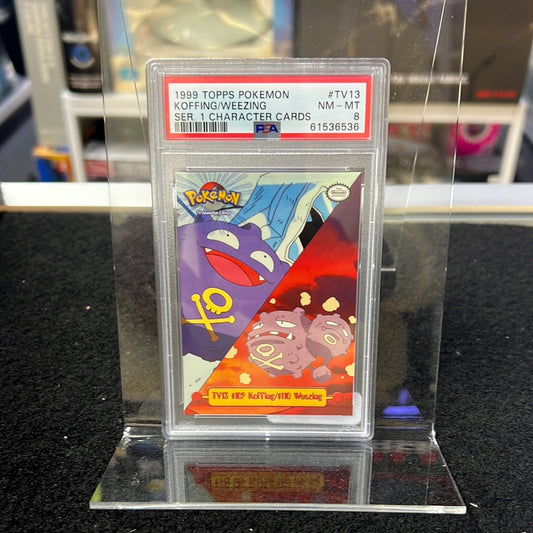 1999 TOPPS POKEMON #TV13
KOFFING/WEEZING NM-MT
SER. 1 CHARACTER CARDS 8
PSA 61536536
POKéMON
TV13 #109 Koffing/#110 Weezing